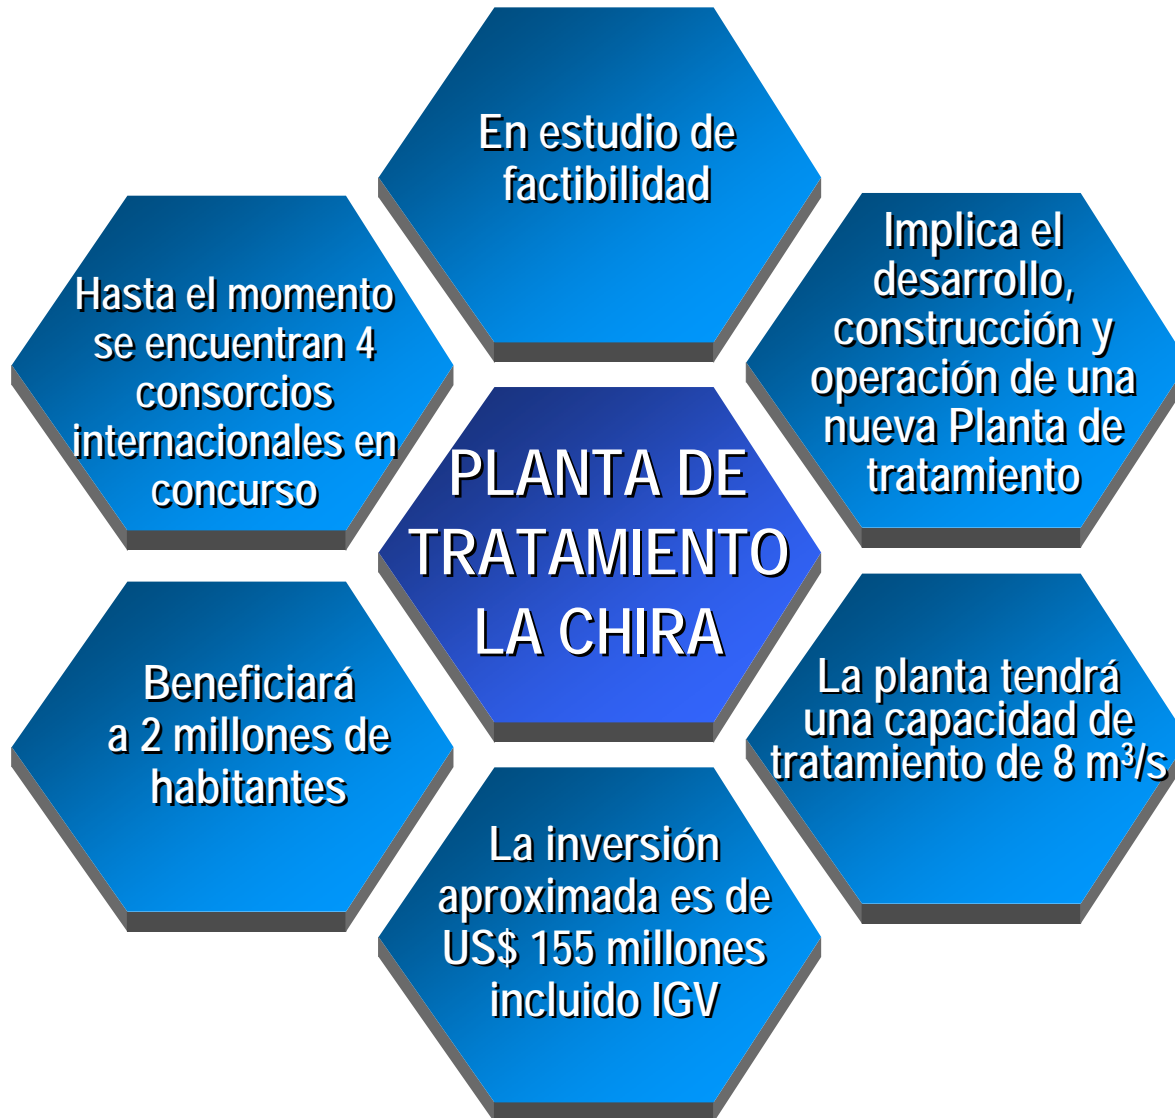 En estudio de
factibilidad
Implica el
desarrollo,
construcción y
operación de una
nueva Planta de
tratamiento
Hasta el momento
se encuentran 4
consorcios
internacionales en
concurso
PLANTA DE
TRATAMIENTO
LA CHIRA
Beneficiará
a 2 millones de
habitantes
La planta tendrá
una capacidad de
tratamiento de 8 m³/s
La inversión
aproximada es de
US$ 155 millones
incluido IGV